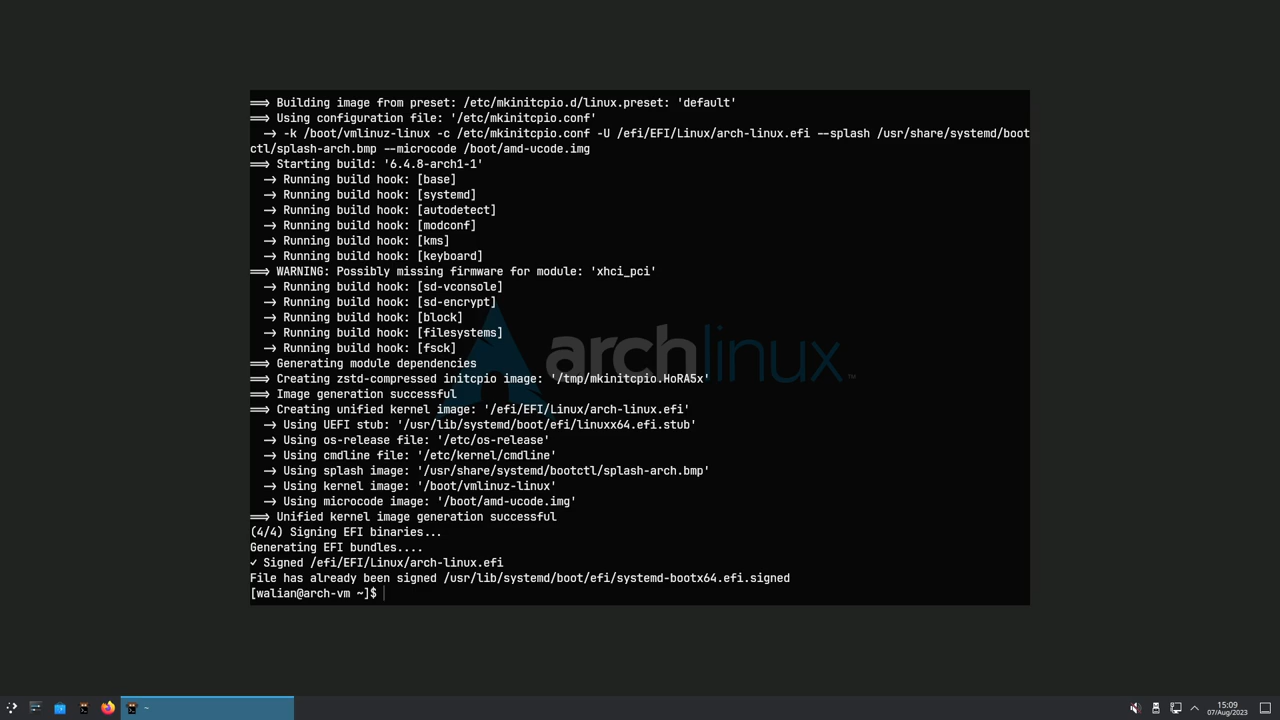 ==> Building image from preset: /etc/mkinitcpio.d/linux.preset: 'default'
==> Using configuration file: '/etc/mkinitcpio.conf'
  -> -k /boot/vmlinuz-linux -c /etc/mkinitcpio.conf -U /efi/EFI/Linux/arch-linux.efi --splash /usr/share/systemd/boot
ctl/splash-arch.bmp --microcode /boot/amd-ucode.img
==> Starting build: '6.4.8-arch1-1'
  -> Running build hook: [base]
  -> Running build hook: [systemd]
  -> Running build hook: [autodetect]
  -> Running build hook: [modconf]
  -> Running build hook: [kms]
  -> Running build hook: [keyboard]
==> WARNING: Possibly missing firmware for module: 'xhci_pci'
  -> Running build hook: [sd-vconsole]
  -> Running build hook: [sd-encrypt]
  -> Running build hook: [block]
  -> Running build hook: [filesystems]
  -> Running build hook: [fsck]
archlinux™
==> Generating module dependencies
==> Creating zstd-compressed initcpio image: '/tmp/mkinitcpio.HoRA5x'
==> Image generation successful
==> Creating unified kernel image: '/efi/EFI/Linux/arch-linux.efi'
  -> Using UEFI stub: '/usr/lib/systemd/boot/efi/linuxx64.efi.stub'
  -> Using os-release file: '/etc/os-release'
  -> Using cmdline file: '/etc/kernel/cmdline'
  -> Using splash image: '/usr/share/systemd/bootctl/splash-arch.bmp'
  -> Using kernel image: '/boot/vmlinuz-linux'
  -> Using microcode image: '/boot/amd-ucode.img'
==> Unified kernel image generation successful
(4/4) Signing EFI binaries...
Generating EFI bundles....
✓ Signed /efi/EFI/Linux/arch-linux.efi
File has already been signed /usr/lib/systemd/boot/efi/systemd-bootx64.efi.signed
[walian@arch-vm ~]$
~
15:09
07/Aug/2023